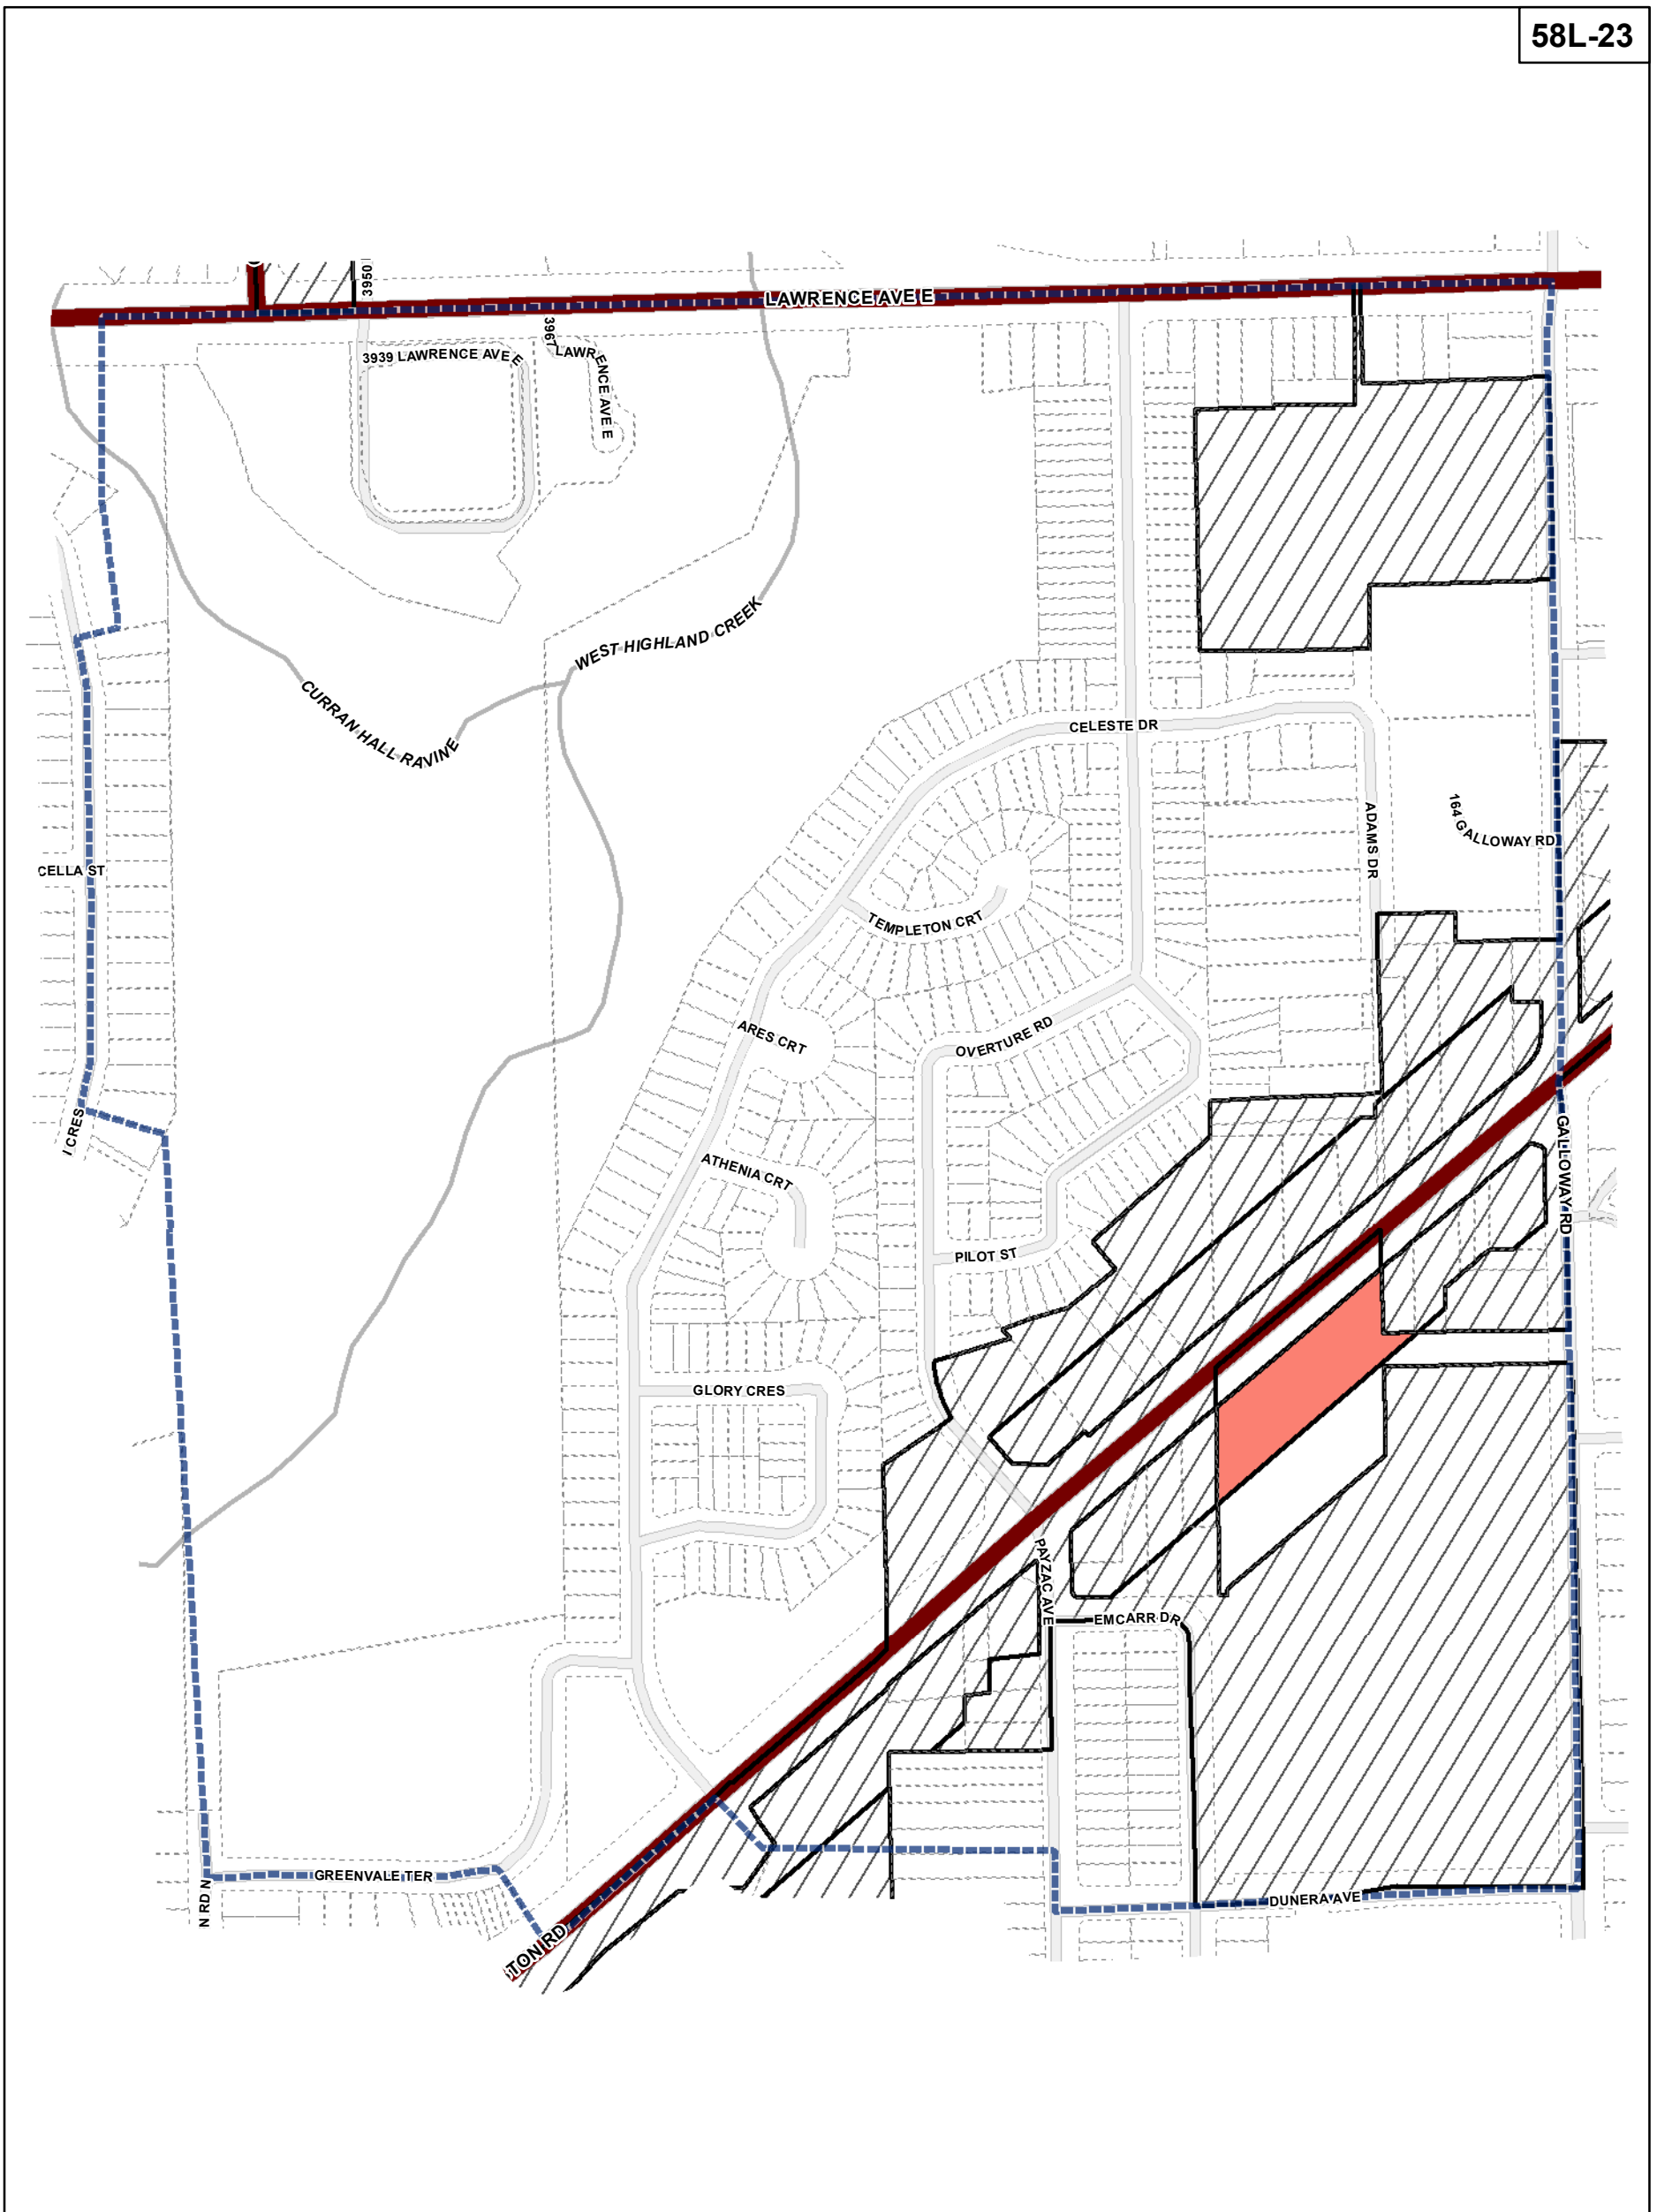 58L-23
3950
LAWRENCE AVE E
3939 LAWRENCE AVE E
3967 LAWRENCE AVE E
WEST HIGHLAND CREEK
CURRAN HALL RAVINE
CELESTE DR
164 GALLOWAY RD
ADAMS DR
CELLA ST
TEMPLETON CRT
ARES CRT
OVERTURE RD
I CRES
GALLOWAY RD
ATHENIA CRT
PILOT ST
GLORY CRES
PAYZAC AVE
EMCARR DR
GREENVALE TER
N RD N
DUNERA AVE
TON RD